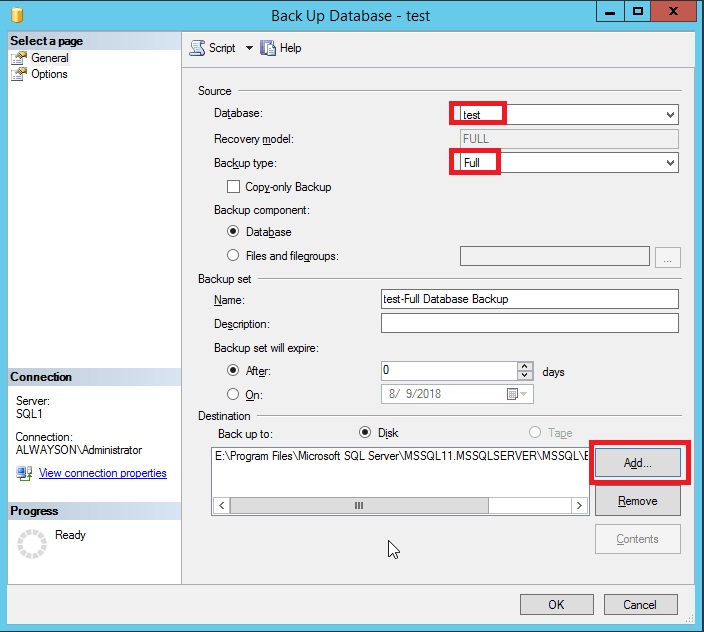 Back Up Database - test
Select a page
General
Options
Script Help
Source
Database: test
Recovery model: FULL
Backup type: Full
Copy-only Backup
Backup component:
Database
Files and filegroups: ...
Backup set
Name: test-Full Database Backup
Description:
Backup set will expire:
After: 0 days
On: 8/ 9/2018
Destination
Back up to: Disk Tape
E:\Program Files\Microsoft SQL Server\MSSQL11.MSSQLSERVER\MSSQL\E
Add...
Remove
Contents
Connection
Server:
SQL1
Connection:
ALWAYSON\Administrator
View connection properties
Progress
Ready
OK Cancel